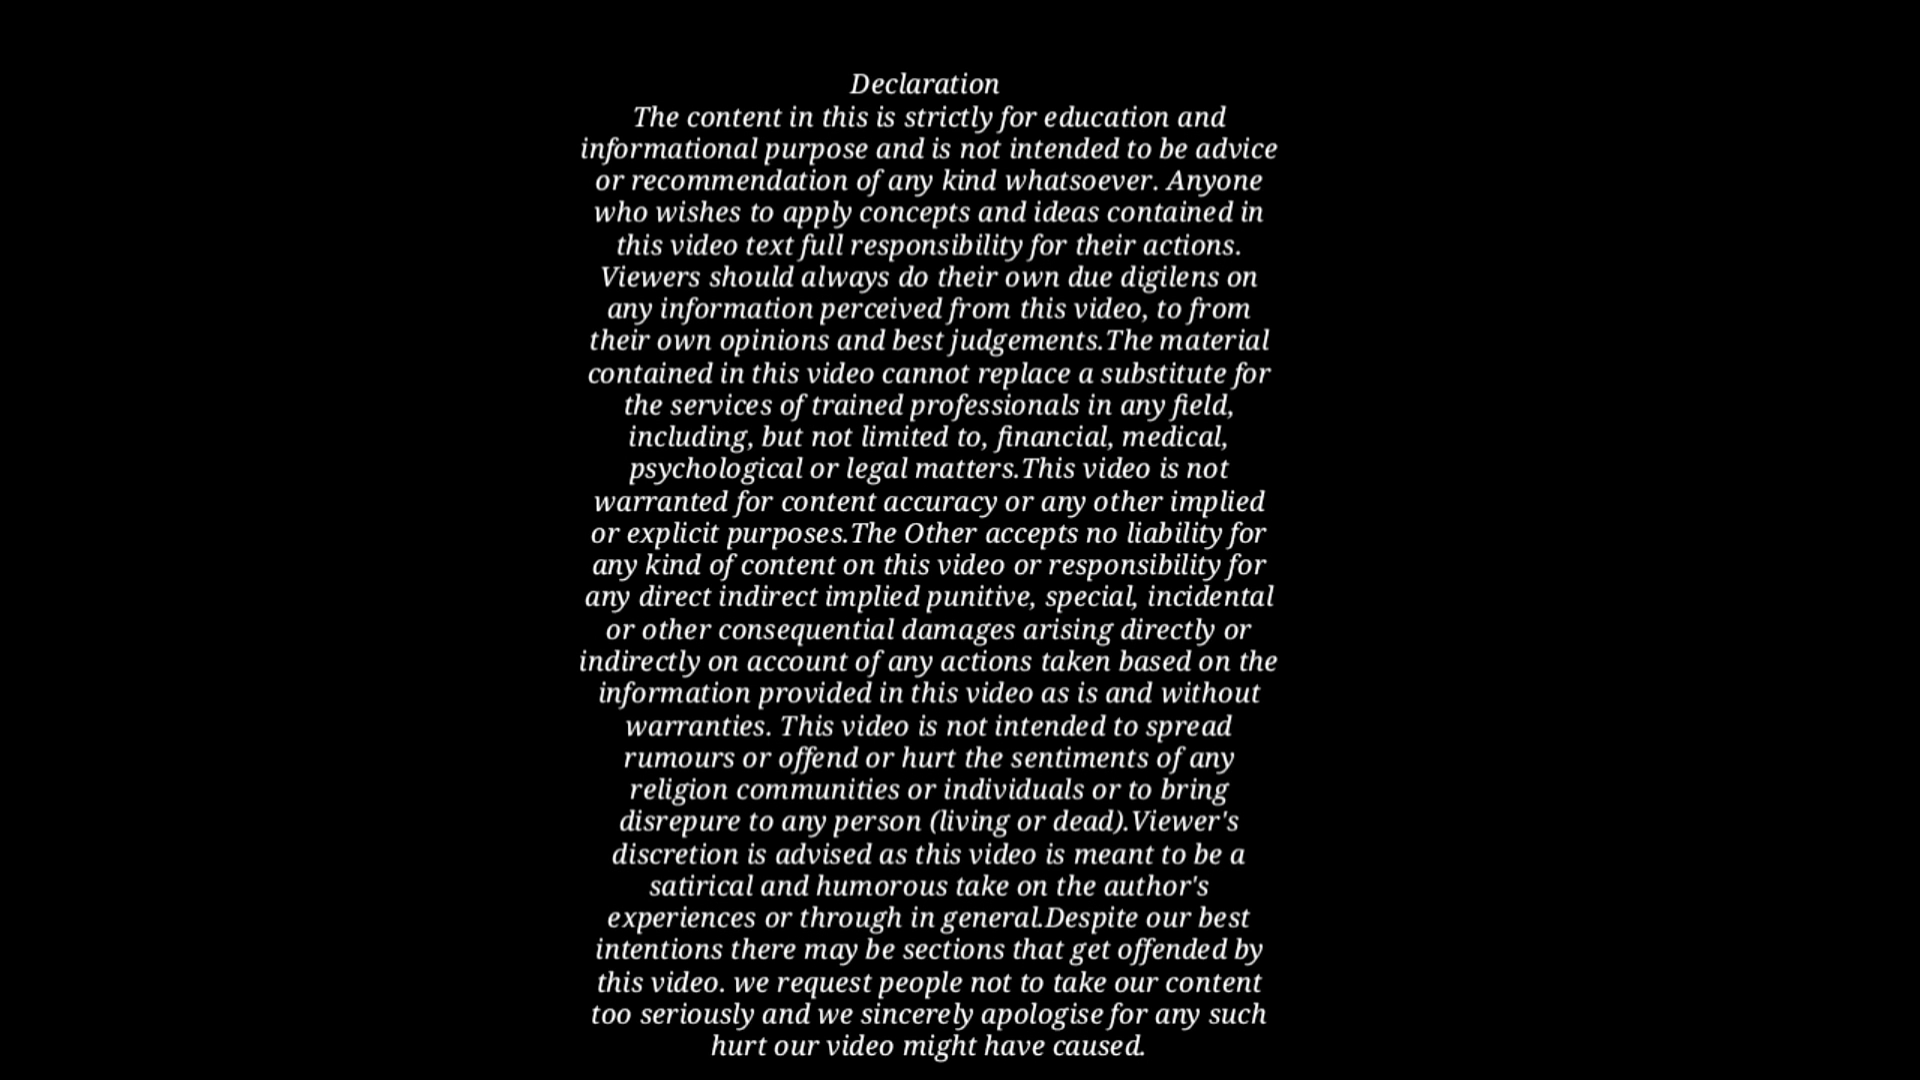 Declaration
The content in this is strictly for education and
informational purpose and is not intended to be advice
or recommendation of any kind whatsoever. Anyone
who wishes to apply concepts and ideas contained in
this video text full responsibility for their actions.
Viewers should always do their own due digilens on
any information perceived from this video, to from
their own opinions and best judgements.The material
contained in this video cannot replace a substitute for
the services of trained professionals in any field,
including, but not limited to, financial, medical,
psychological or legal matters.This video is not
warranted for content accuracy or any other implied
or explicit purposes.The Other accepts no liability for
any kind of content on this video or responsibility for
any direct indirect implied punitive, special, incidental
or other consequential damages arising directly or
indirectly on account of any actions taken based on the
information provided in this video as is and without
warranties. This video is not intended to spread
rumours or offend or hurt the sentiments of any
religion communities or individuals or to bring
disrepure to any person (living or dead).Viewer's
discretion is advised as this video is meant to be a
satirical and humorous take on the author's
experiences or through in general.Despite our best
intentions there may be sections that get offended by
this video. we request people not to take our content
too seriously and we sincerely apologise for any such
hurt our video might have caused.